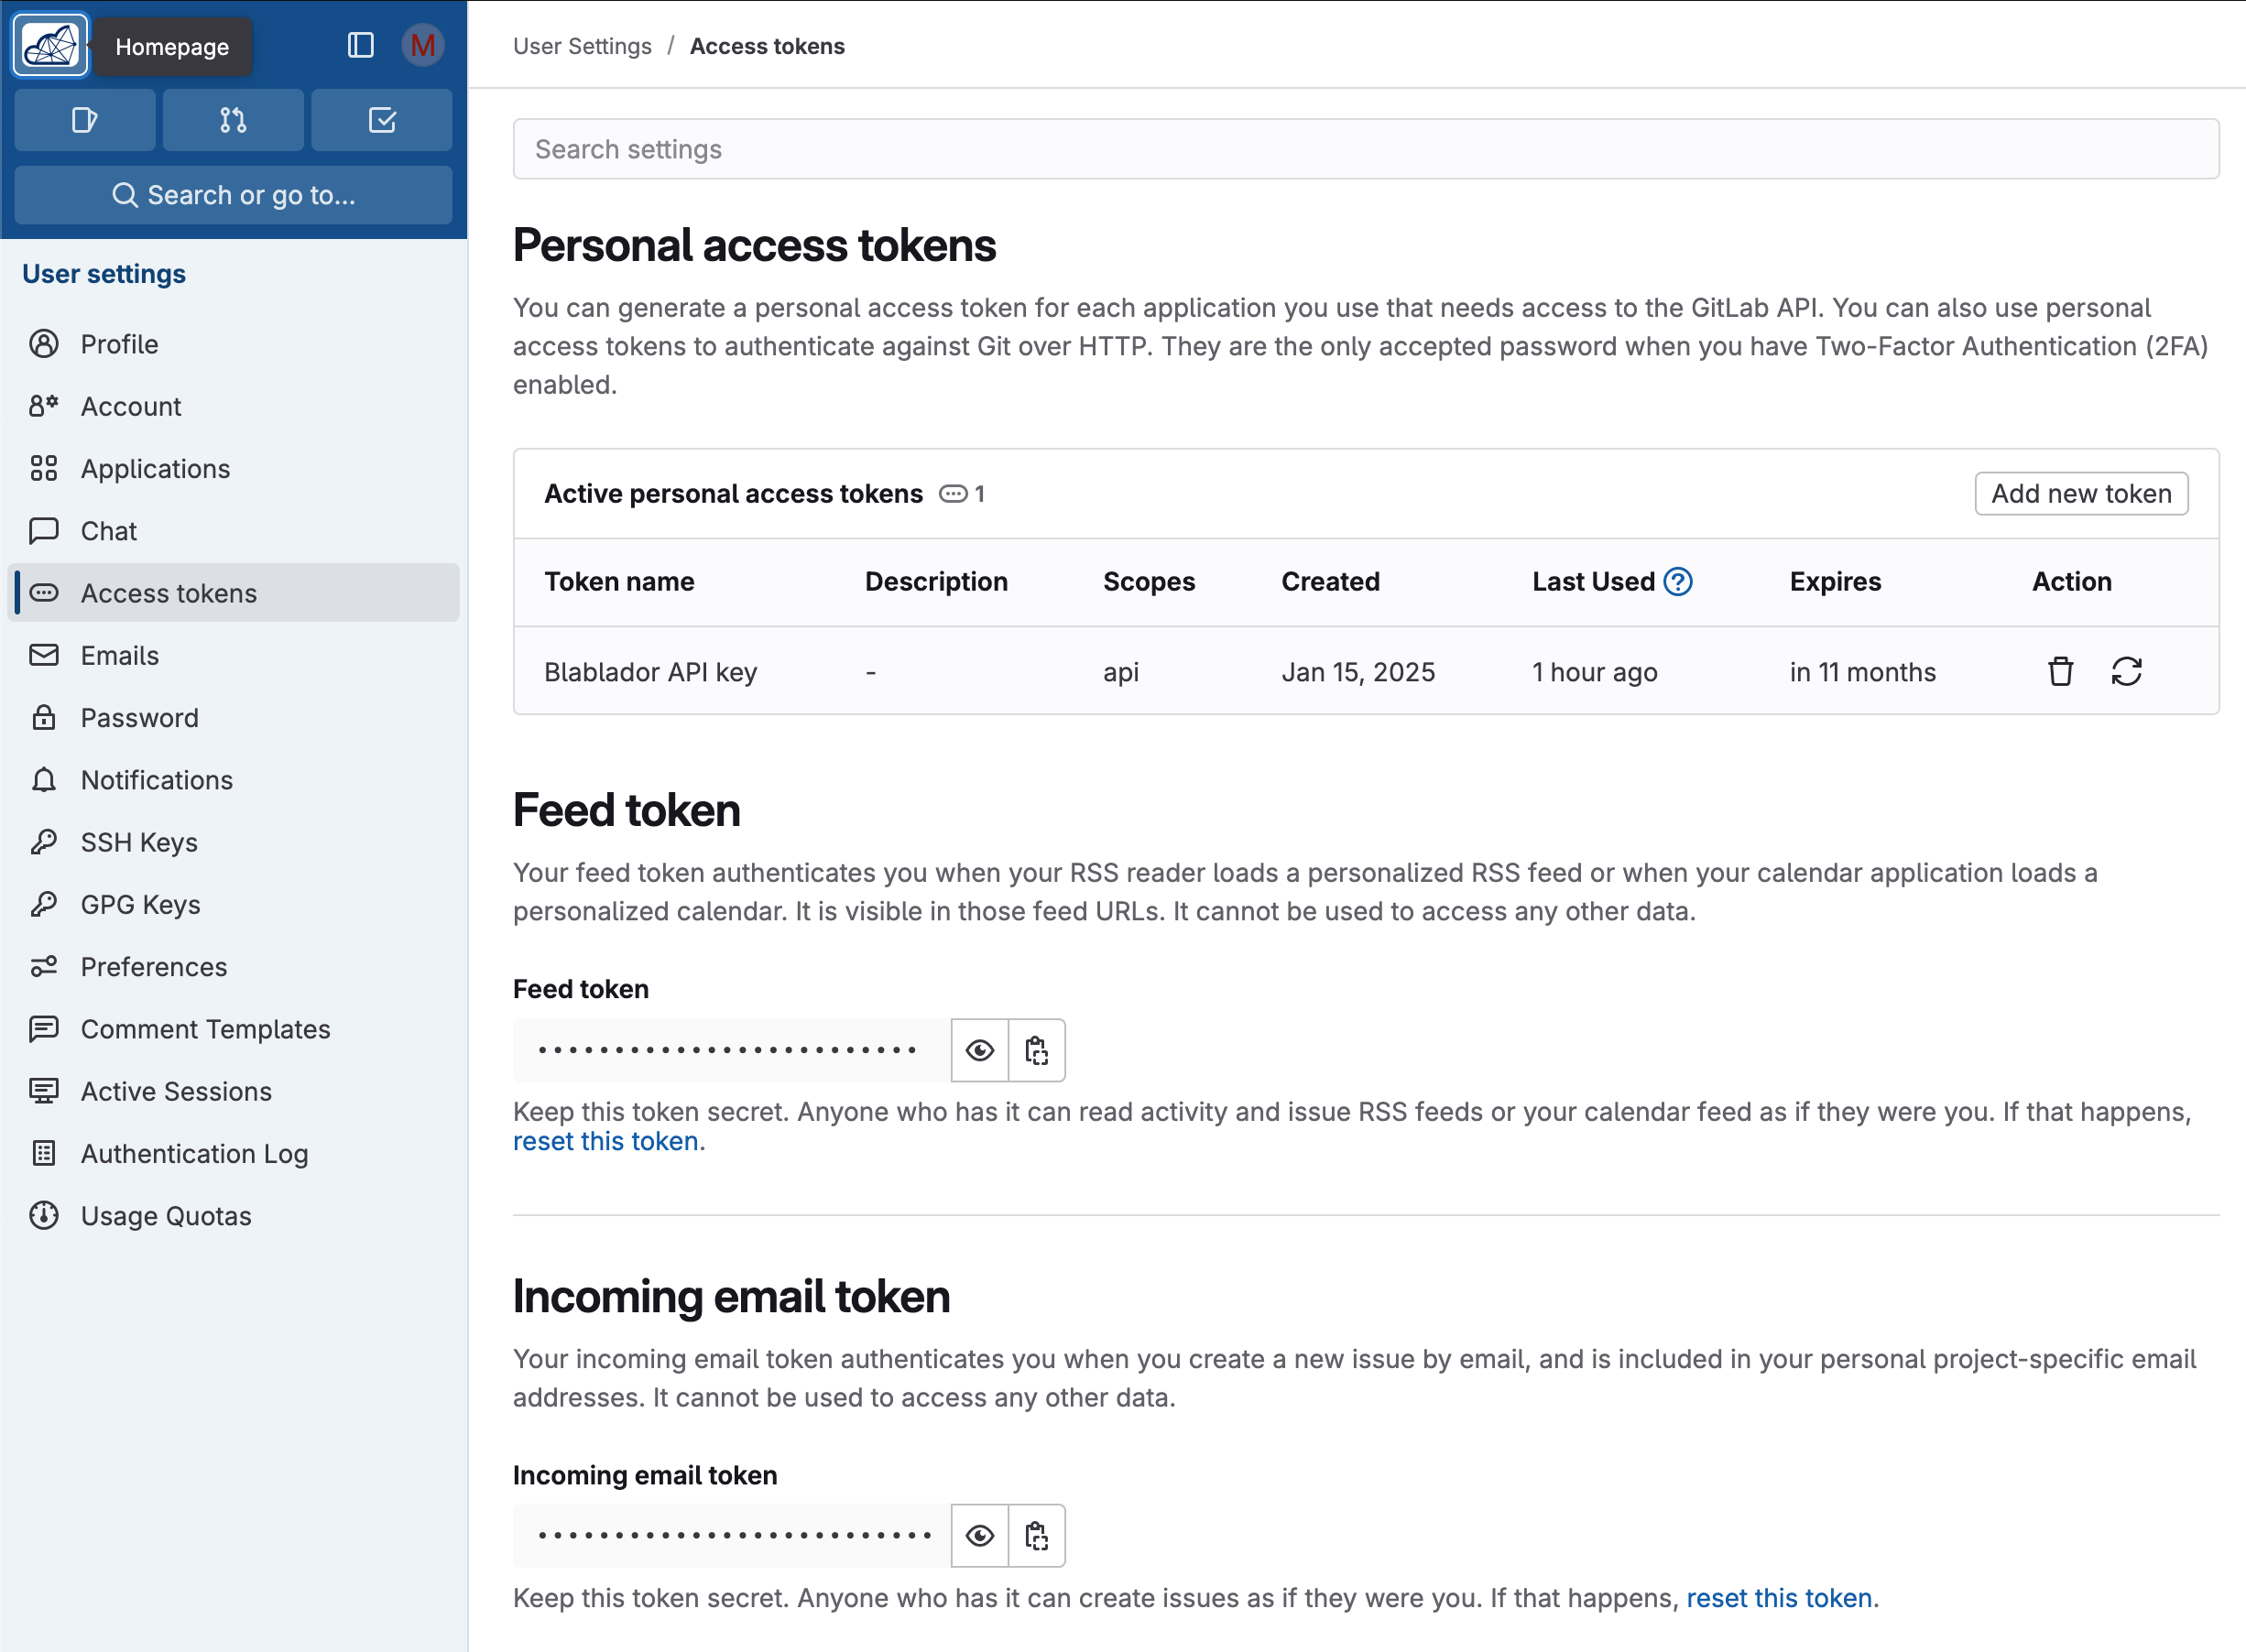 Homepage
M
Search or go to...
User settings
Profile
Account
Applications
Chat
Access tokens
Emails
Password
Notifications
SSH Keys
GPG Keys
Preferences
Comment Templates
Active Sessions
Authentication Log
Usage Quotas
User Settings / Access tokens
Search settings
Personal access tokens
You can generate a personal access token for each application you use that needs access to the GitLab API. You can also use personal
access tokens to authenticate against Git over HTTP. They are the only accepted password when you have Two-Factor Authentication (2FA)
enabled.
Active personal access tokens 1
Add new token
Token name Description Scopes Created Last Used Expires Action
Blablador API key - api Jan 15, 2025 1 hour ago in 11 months
Feed token
Your feed token authenticates you when your RSS reader loads a personalized RSS feed or when your calendar application loads a
personalized calendar. It is visible in those feed URLs. It cannot be used to access any other data.
Feed token
Keep this token secret. Anyone who has it can read activity and issue RSS feeds or your calendar feed as if they were you. If that happens,
reset this token.
Incoming email token
Your incoming email token authenticates you when you create a new issue by email, and is included in your personal project-specific email
addresses. It cannot be used to access any other data.
Incoming email token
Keep this token secret. Anyone who has it can create issues as if they were you. If that happens, reset this token.